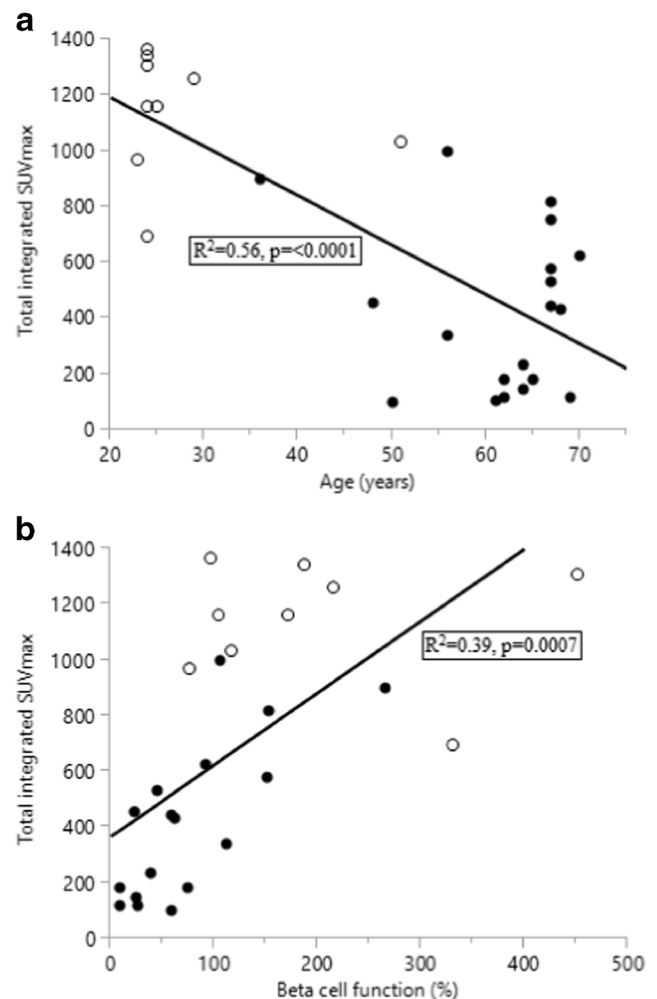 a
1400
1200
1000
800
600
400
200
0
Total integrated SUVmax
R²=0.56, p=<0.0001
20 30 40 50 60 70
Age (years)
b
1400
1200
1000
800
600
400
200
0
Total integrated SUVmax
R²=0.39, p=0.0007
0 100 200 300 400 500
Beta cell function (%)